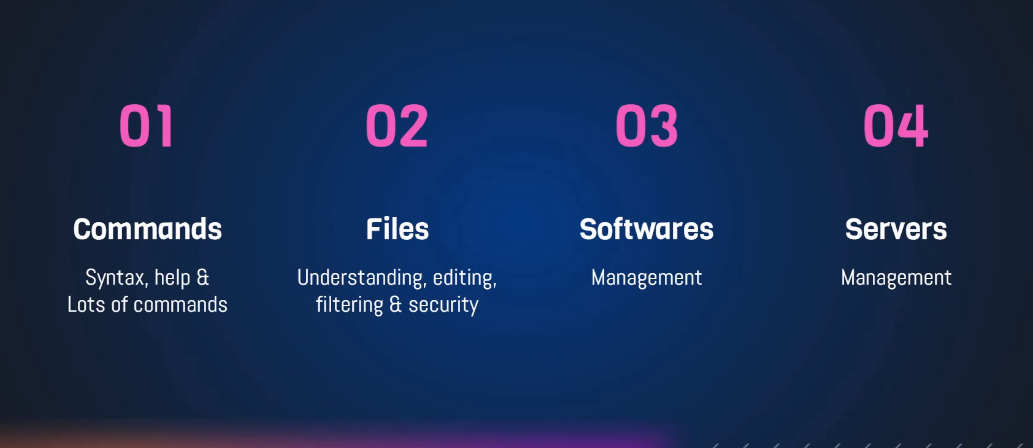 01
02
03
04
Commands
Files
Softwares
Servers
Syntax, help &
Lots of commands
Understanding, editing,
filtering & security
Management
Management